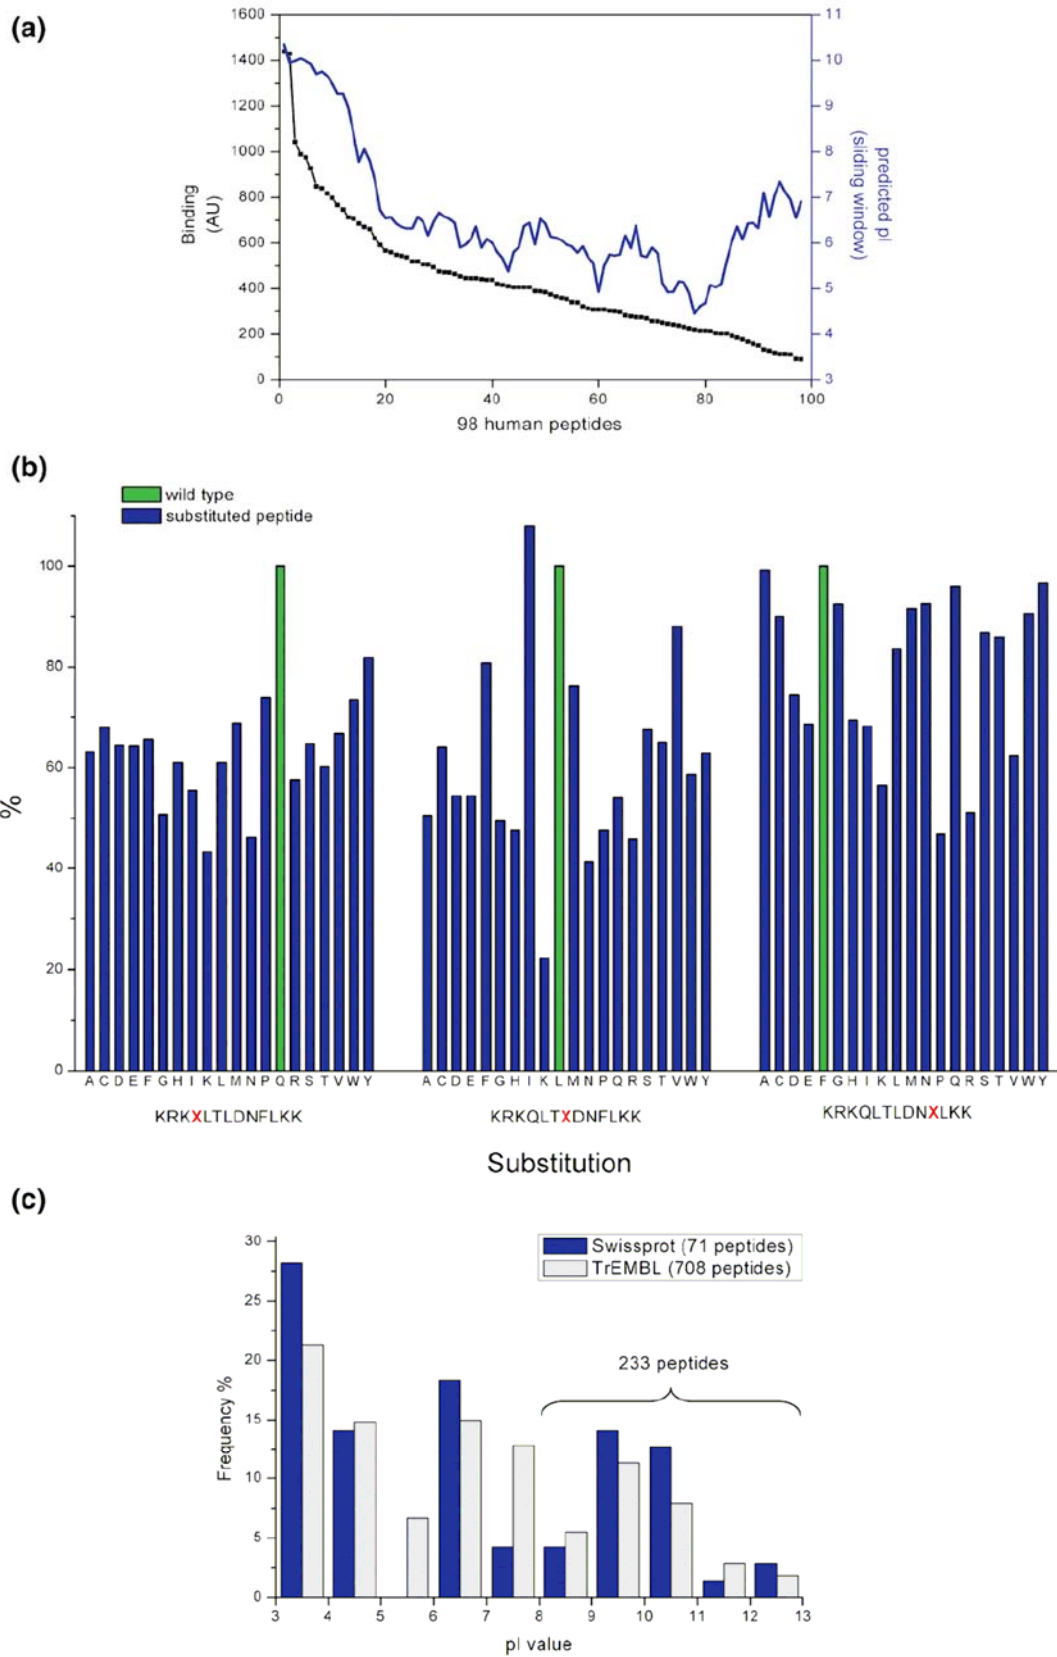 (a)
1600
1400
1200
1000
800
600
400
200
0
Binding
(AU)
11
10
9
8
7
6
5
4
3
predicted pI
(sliding window)
0 20 40 60 80 100
98 human peptides
(b)
wild type
substituted peptide
100
80
60
40
20
0
%
A C D E F G H I K L M N P Q R S T V W Y
A C D E F G H I K L M N P Q R S T V W Y
A C D E F G H I K L M N P Q R S T V W Y
KRKXLTLDNFLKK
KRKQLTXDNFLKK
KRKQLTLDNXLKK
Substitution
(c)
30
25
20
15
10
5
0
Frequency %
Swissprot (71 peptides)
TrEMBL (708 peptides)
233 peptides
3 4 5 6 7 8 9 10 11 12 13
pI value